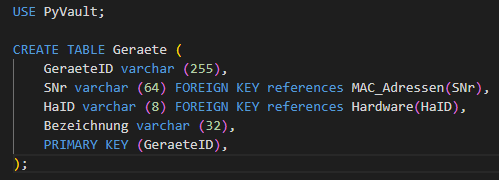 USE PyVault;
CREATE TABLE Geraete (
GeraeteID varchar (255),
SNr varchar (64) FOREIGN KEY references MAC_Adressen(SNr),
HaID varchar (8) FOREIGN KEY references Hardware(HaID),
Bezeichnung varchar (32),
PRIMARY KEY (GeraeteID),
);